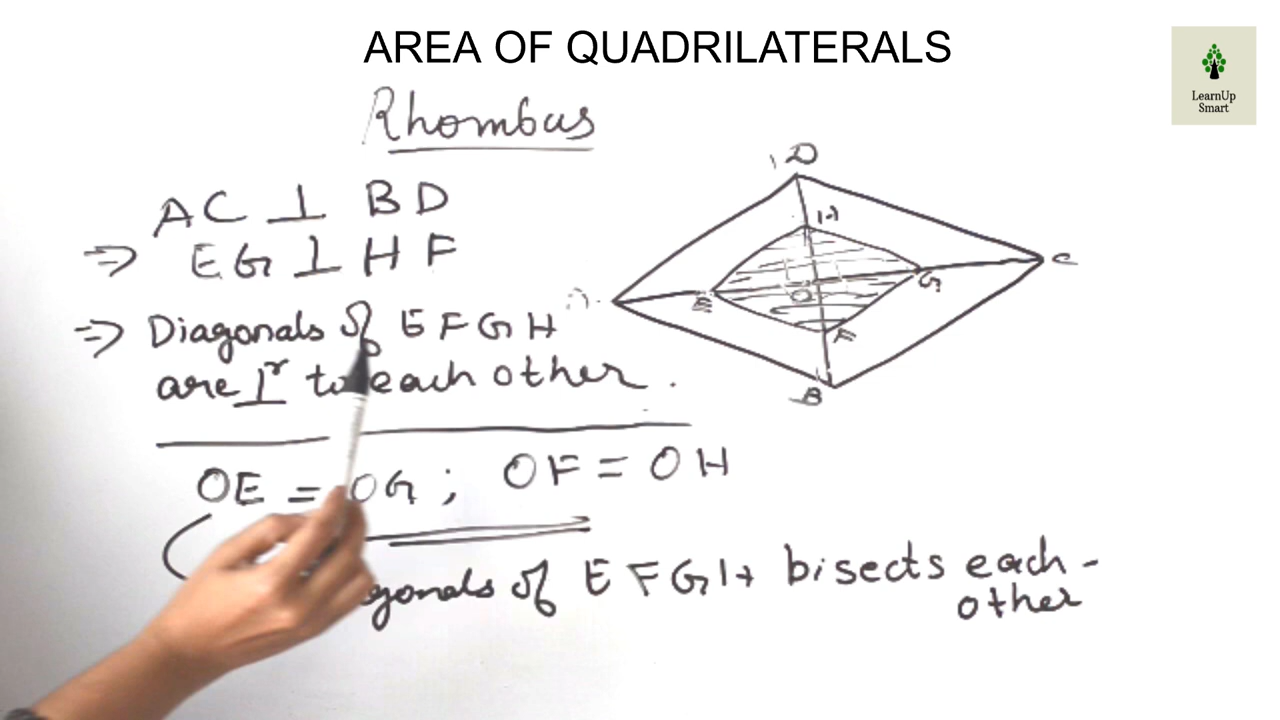 AREA OF QUADRILATERALS
LearnUp
Smart
Rhombus
AC ⊥ BD
⇒ EG ⊥ HF
⇒ Diagonals of EFGH
are ⊥r to each other.
OE = OG ; OF = OH
of EFGH bisects each-
other
D
H
C
G
E
O
F
B